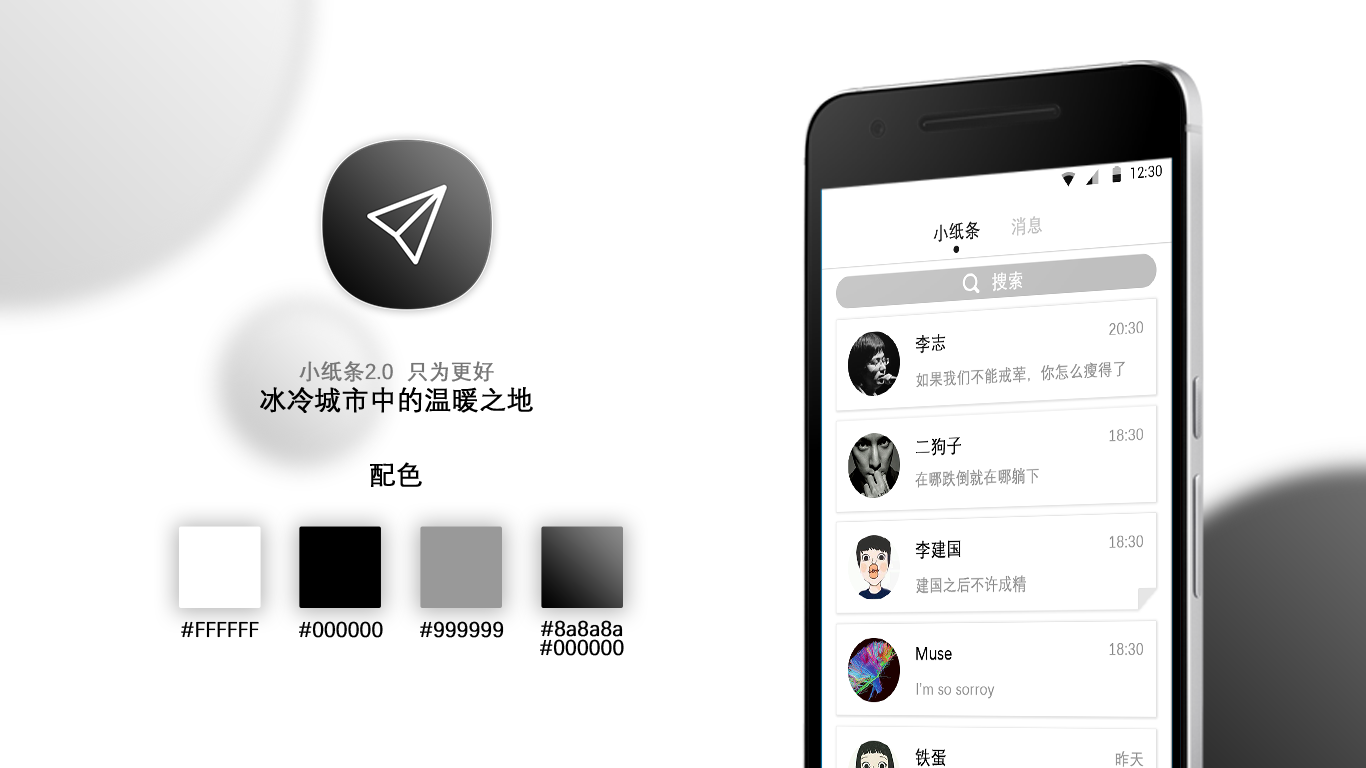 小纸条2.0 只为更好
冰冷城市中的温暖之地
配色
#FFFFFF
#000000
#999999
#8a8a8a
#000000
12:30
小纸条
消息
搜索
李志
20:30
如果我们不能戒荤，你怎么瘦得了
二狗子
18:30
在哪跌倒就在哪躺下
李建国
18:30
建国之后不许成精
Muse
18:30
I'm so sorroy
铁蛋
昨天